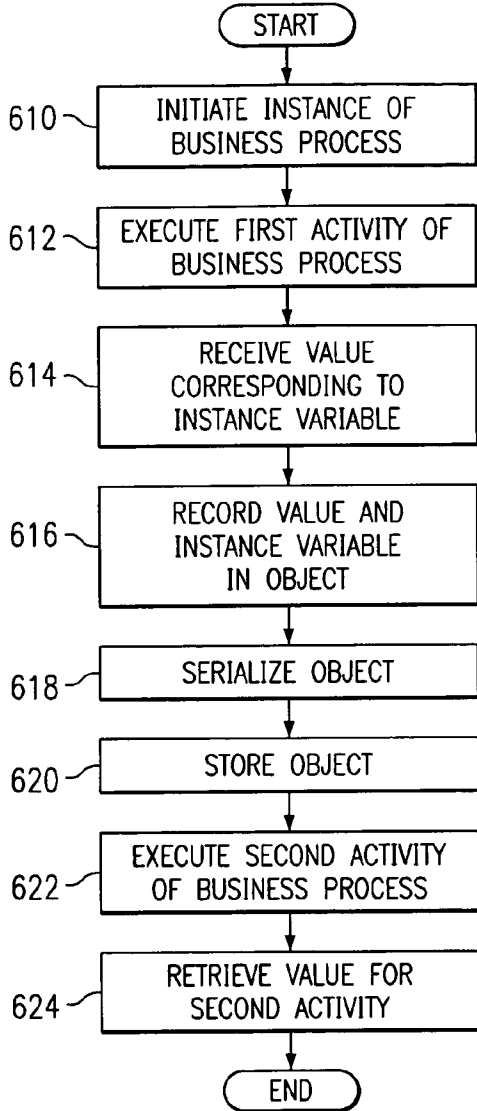 START
610
INITIATE INSTANCE OF
BUSINESS PROCESS
612
EXECUTE FIRST ACTIVITY OF
BUSINESS PROCESS
614
RECEIVE VALUE
CORRESPONDING TO
INSTANCE VARIABLE
616
RECORD VALUE AND
INSTANCE VARIABLE
IN OBJECT
618
SERIALIZE OBJECT
620
STORE OBJECT
622
EXECUTE SECOND ACTIVITY
OF BUSINESS PROCESS
624
RETRIEVE VALUE FOR
SECOND ACTIVITY
END